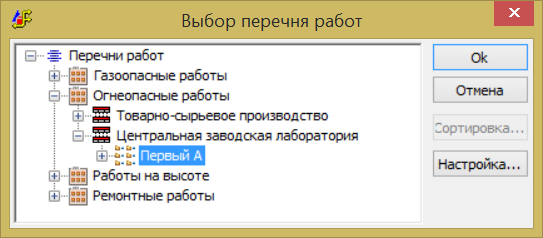 Выбор перечня работ
Перечни работ
Газоопасные работы
Огнеопасные работы
Товарно-сырьевое производство
Центральная заводская лаборатория
Первый А
Работы на высоте
Ремонтные работы
Ok
Отмена
Сортировка...
Настройка...